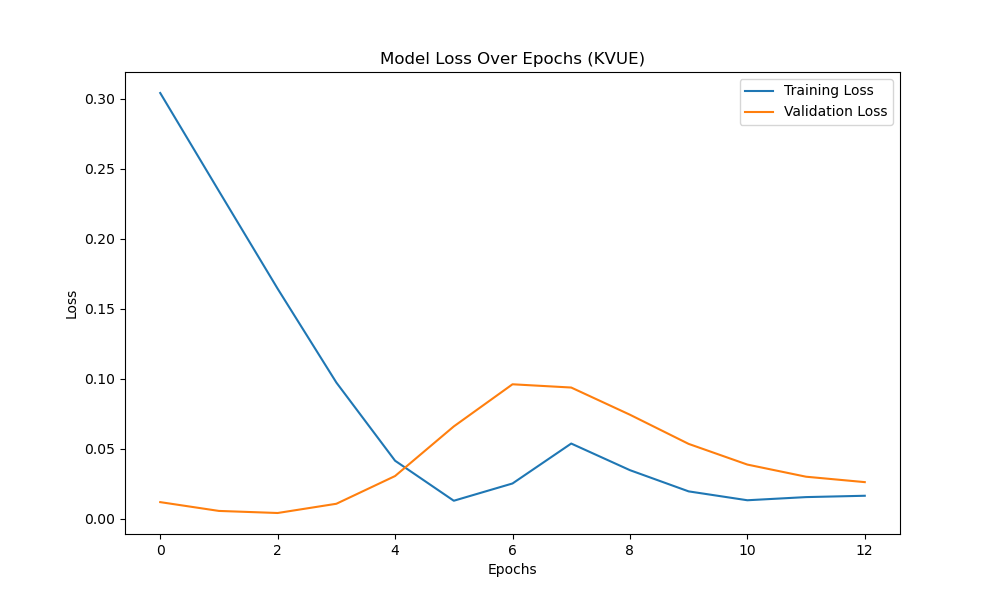 Model Loss Over Epochs (KVUE)
Training Loss
Validation Loss
0.30
0.25
0.20
0.15
0.10
0.05
0.00
Loss
0 2 4 6 8 10 12
Epochs